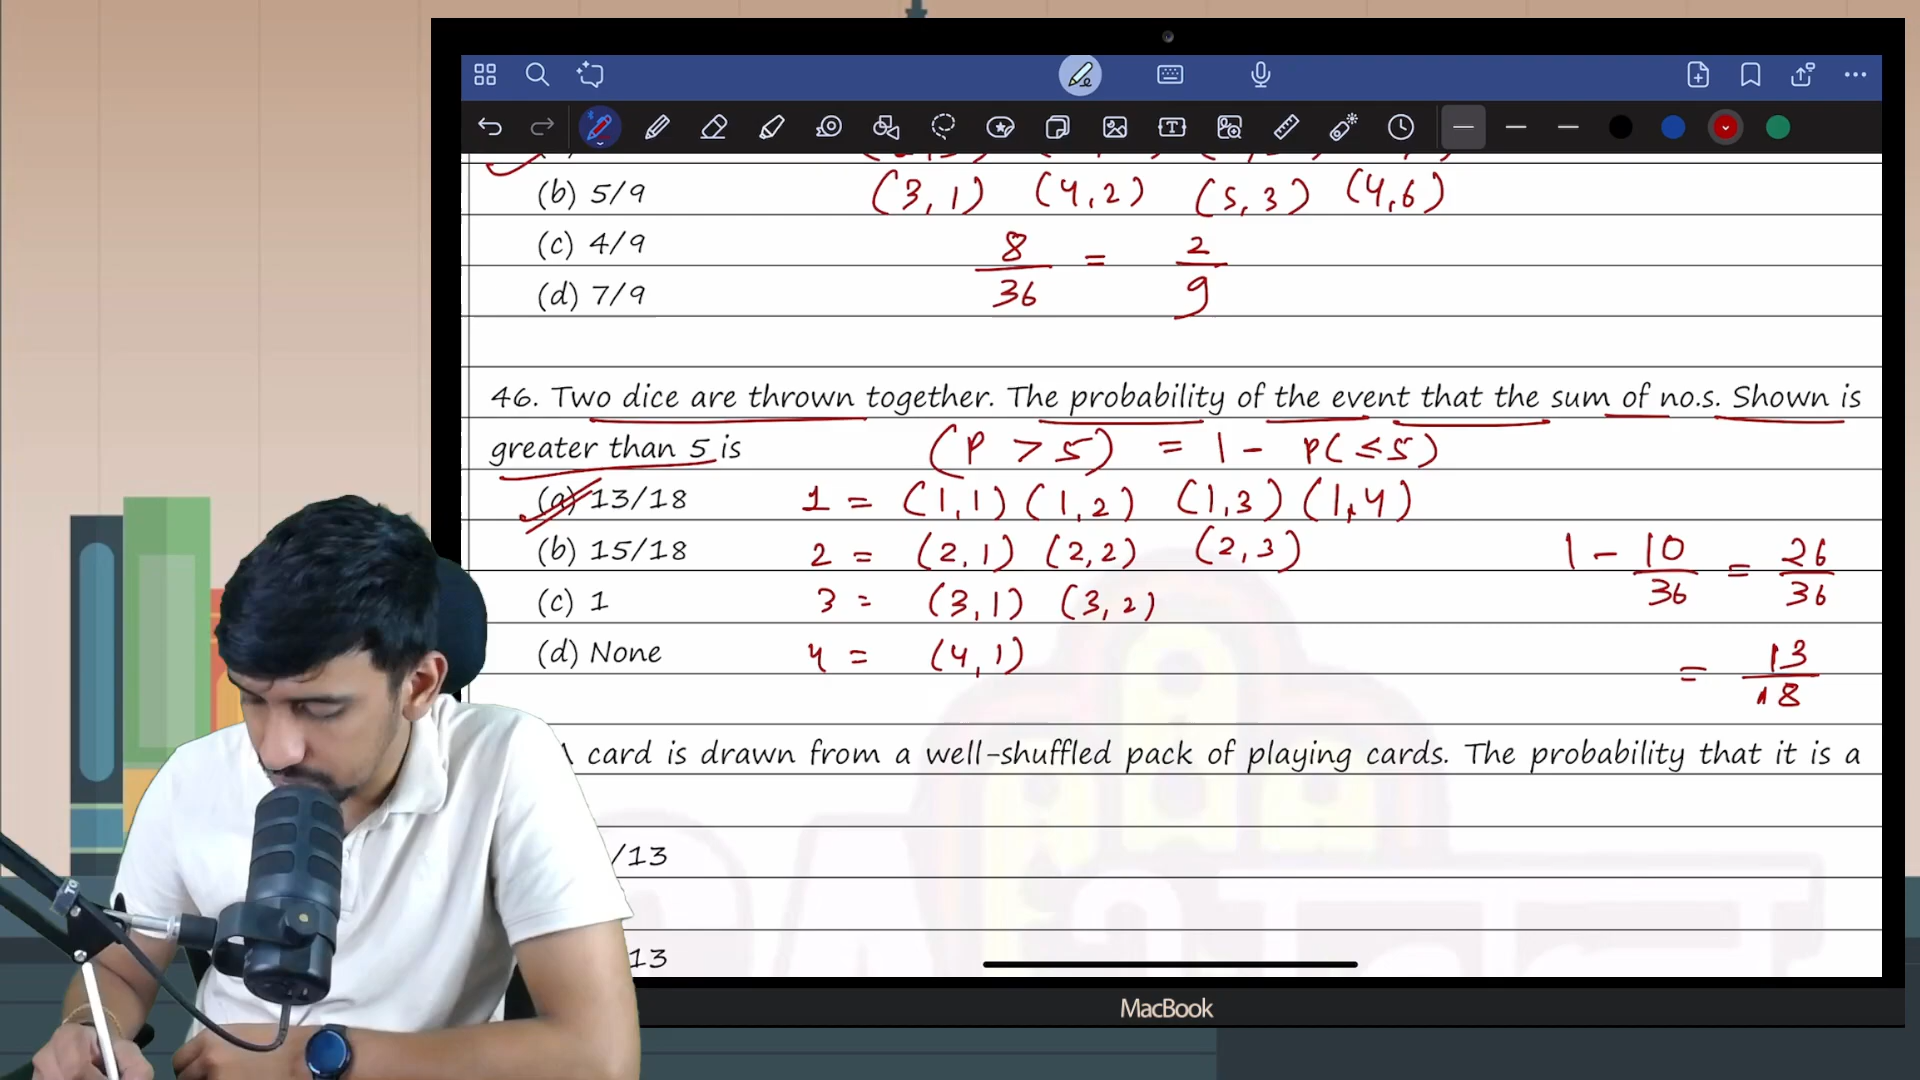 (b) 5/9 (3,1) (4,2) (5,3) (4,6)
(c) 4/9 8/36 = 2/9
(d) 7/9
46. Two dice are thrown together. The probability of the event that the sum of no.s. Shown is
greater than 5 is (P > 5) = 1 - P(≤5)
(a) 13/18 1 = (1,1) (1,2) (1,3) (1,4)
(b) 15/18 2 = (2,1) (2,2) (2,3) 1 - 10/36 = 26/36
(c) 1 3 = (3,1) (3,2)
(d) None 4 = (4,1) = 13/18
card is drawn from a well-shuffled pack of playing cards. The probability that it is a
/13
13
MacBook